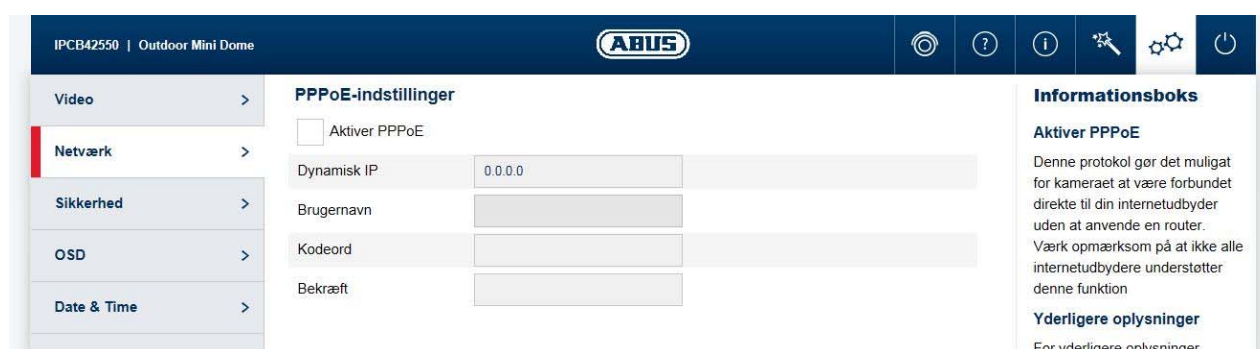 IPCB42550 | Outdoor Mini Dome
ABUS
Video
Netværk
Sikkerhed
OSD
Date & Time
PPPoE-indstillinger
Aktiver PPPoE
Dynamisk IP 0.0.0.0
Brugernavn
Kodeord
Bekræft
Informationsboks
Aktiver PPPoE
Denne protokol gør det muligat
for kameraet at være forbundet
direkte til din internetudbyder
uden at anvende en router.
Værk opmærksom på at ikke alle
internetudbydere understøtter
denne funktion
Yderligere oplysninger
For yderligere oplysninger